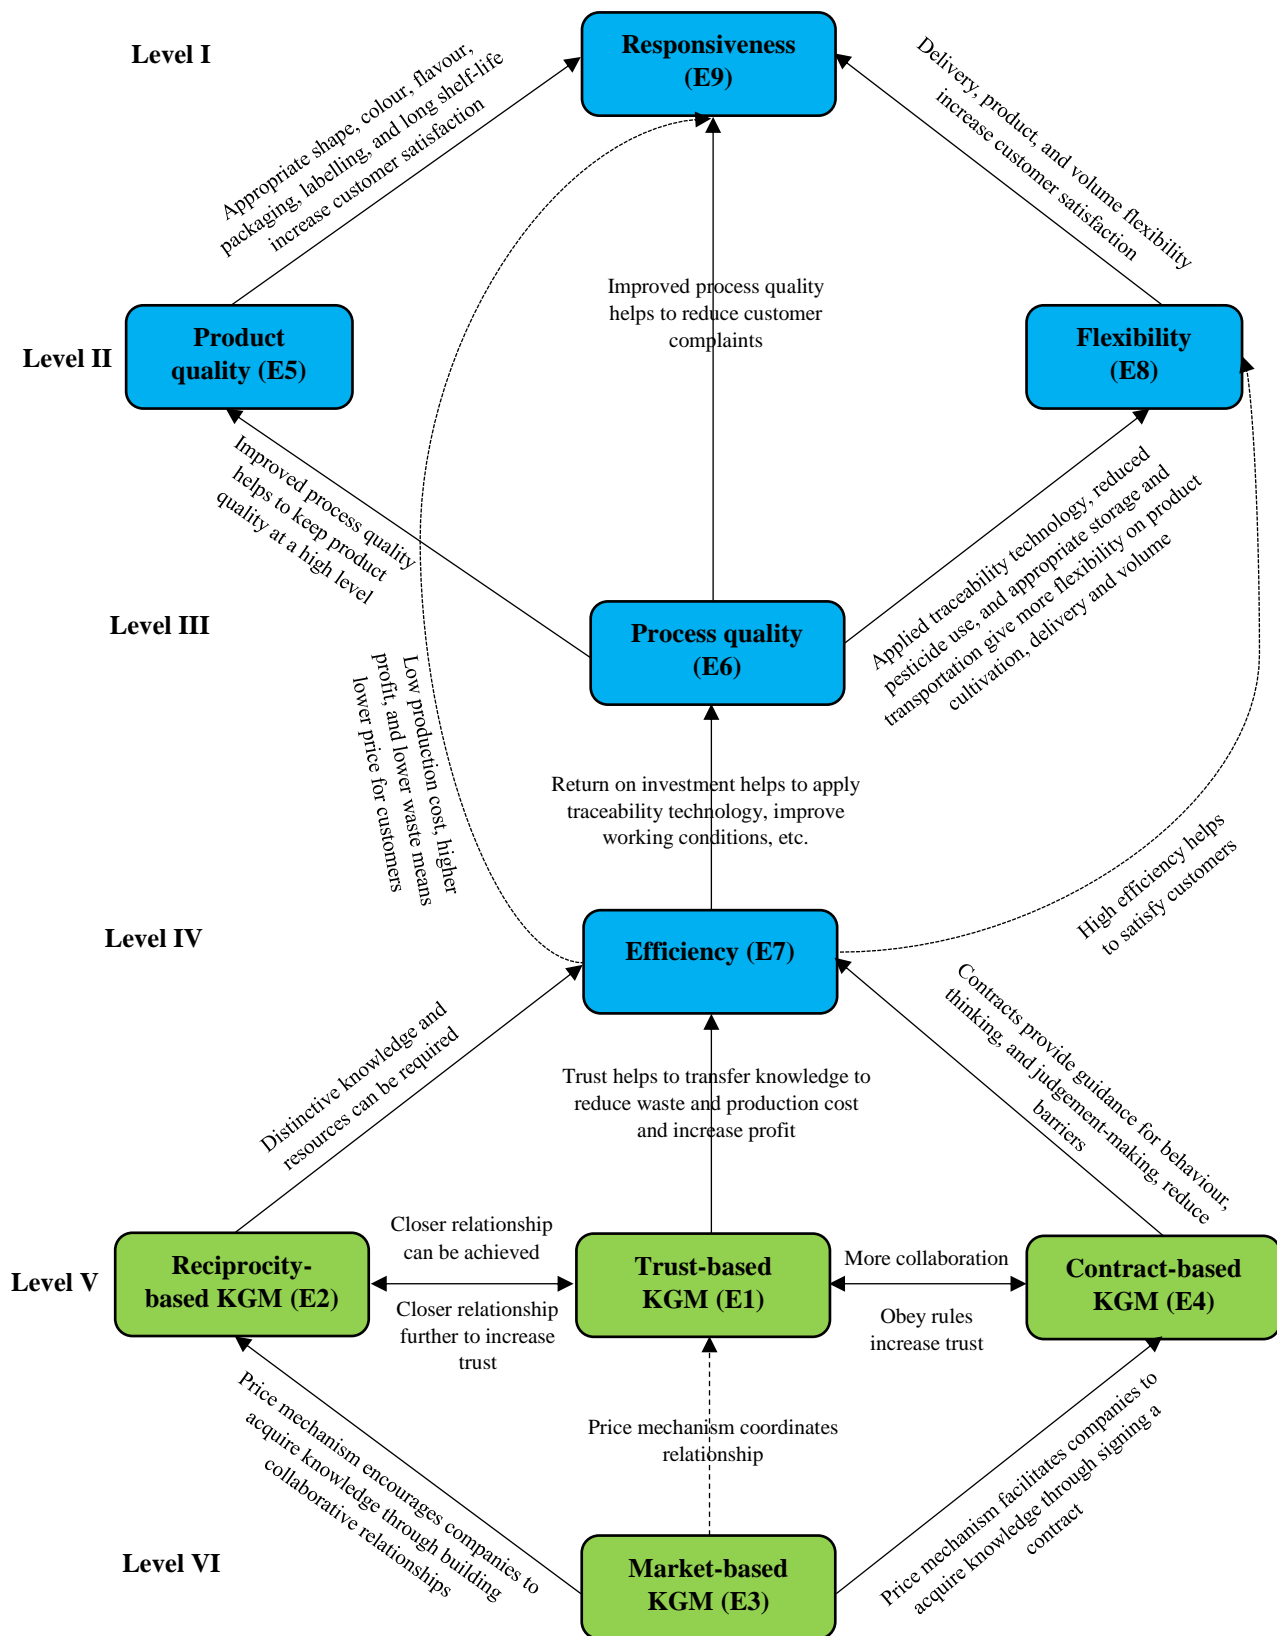 Level I
Responsiveness
(E9)
Appropriate shape, colour, flavour,
packaging, labelling, and long shelf-life
increase customer satisfaction
Delivery, product, and volume flexibility
increase customer satisfaction
Improved process quality
helps to reduce customer
complaints
Level II
Product
quality (E5)
Flexibility
(E8)
Improved process quality
helps to keep product
quality at a high level
Applied traceability technology, reduced
pesticide use, and appropriate storage and
transportation give more flexibility on product
cultivation, delivery and volume
Level III
Process quality
(E6)
Low production cost, higher
profit, and lower waste means
lower price for customers
Return on investment helps to apply
traceability technology, improve
working conditions, etc.
High efficiency helps
to satisfy customers
Level IV
Efficiency (E7)
Distinctive knowledge and
resources can be required
Trust helps to transfer knowledge to
reduce waste and production cost
and increase profit
Contracts provide guidance for behaviour,
thinking, and judgement-making, reduce
barriers
Level V
Reciprocity-
based KGM (E2)
Closer relationship
can be achieved
Closer relationship
further to increase
trust
Trust-based
KGM (E1)
More collaboration
Obey rules
increase trust
Contract-based
KGM (E4)
Price mechanism encourages companies to
acquire knowledge through building
collaborative relationships
Price mechanism coordinates
relationship
Price mechanism facilitates companies to
acquire knowledge through signing a
contract
Level VI
Market-based
KGM (E3)